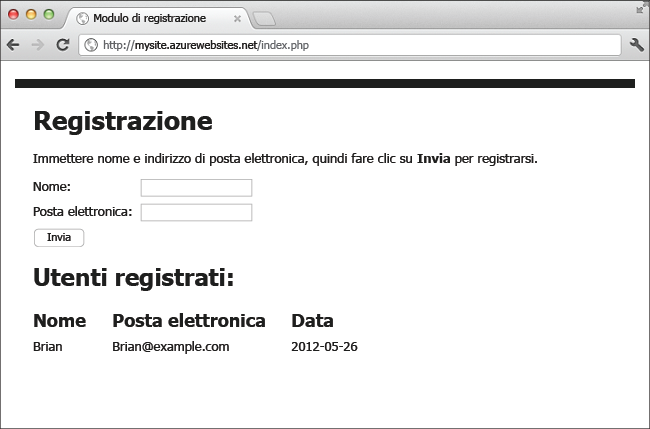 Modulo di registrazione
http://mysite.azurewebsites.net/index.php
Registrazione
Immettere nome e indirizzo di posta elettronica, quindi fare clic su Invia per registrarsi.
Nome:
Posta elettronica:
Invia
Utenti registrati:
Nome Posta elettronica Data
Brian Brian@example.com 2012-05-26